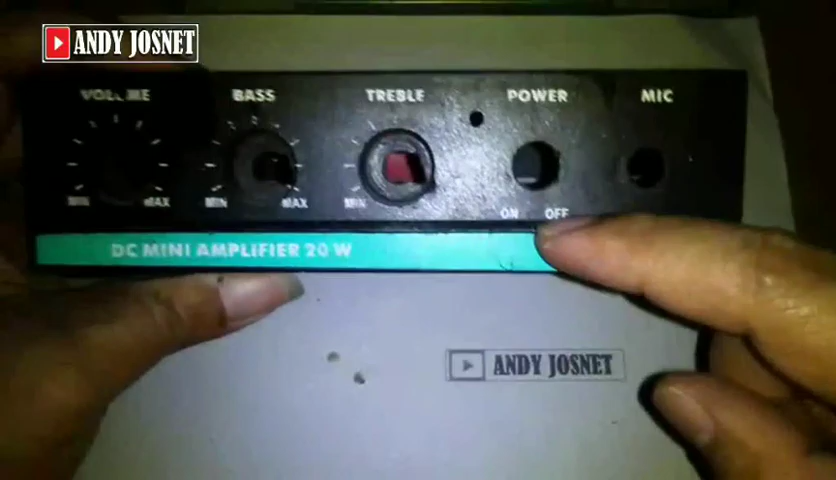 ANDY JOSNET
VOLUME BASS TREBLE POWER MIC
MIN MAX MIN MAX MIN ON OFF
DC MINI AMPLIFIER 20 W
ANDY JOSNET